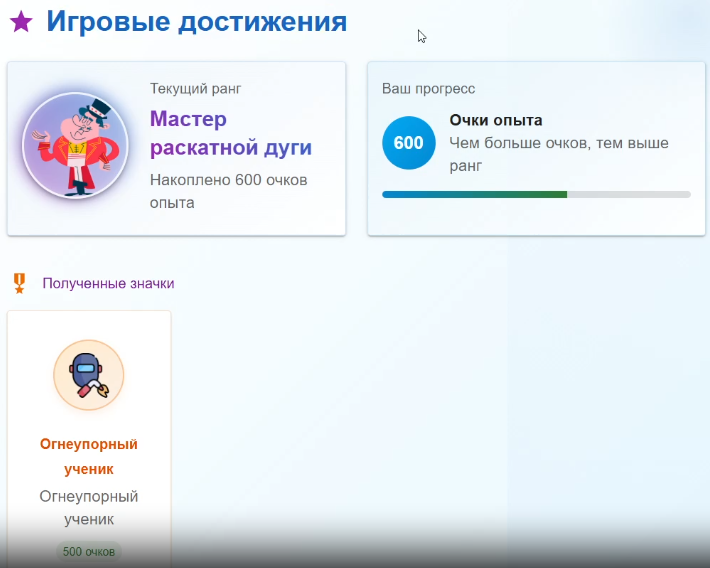 Игровые достижения
Текущий ранг
Мастер
раскатной дуги
Накоплено 600 очков
опыта
Ваш прогресс
600
Очки опыта
Чем больше очков, тем выше
ранг
Полученные значки
Огнеупорный
ученик
Огнеупорный
ученик
500 очков